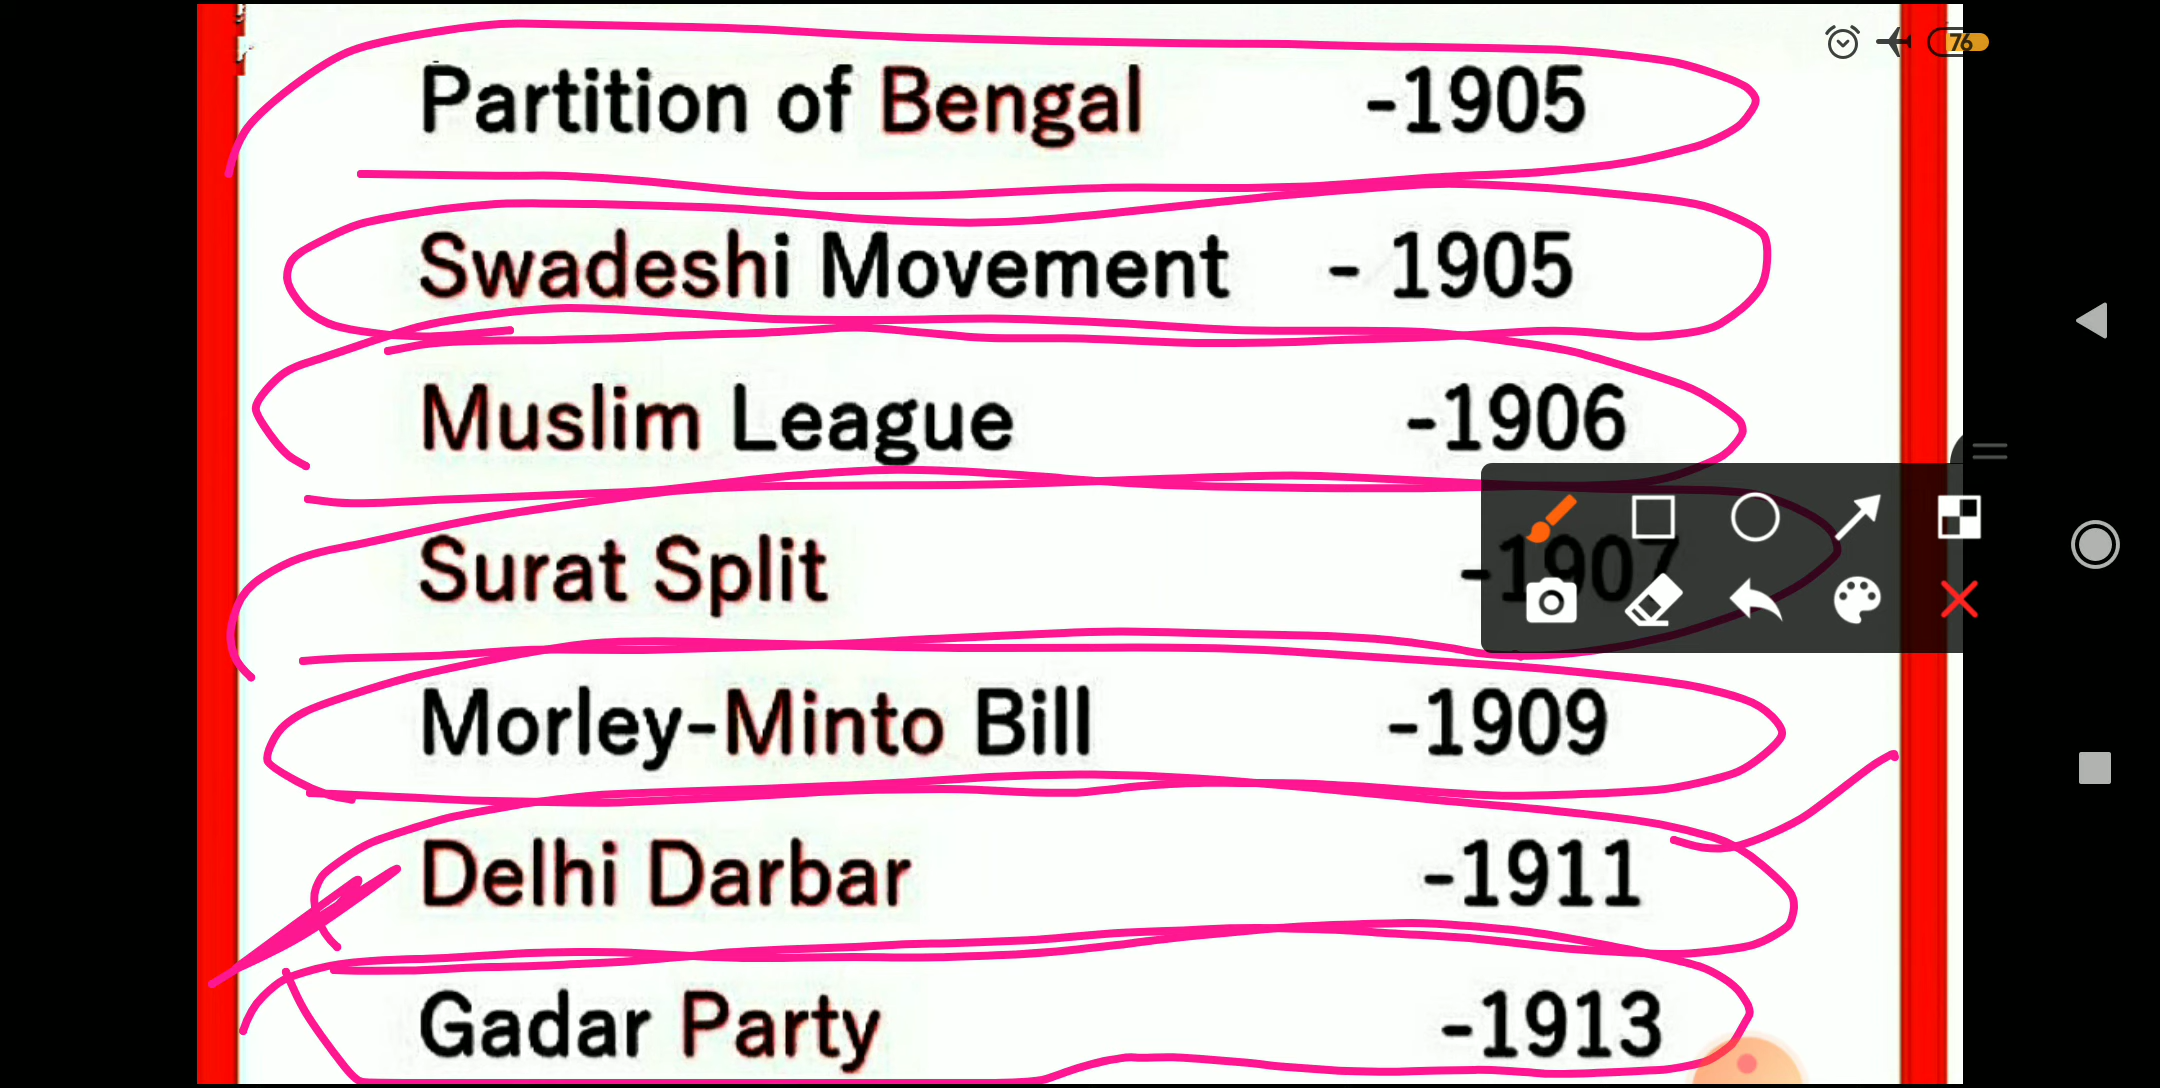 76
Partition of Bengal -1905
Swadeshi Movement - 1905
Muslim League -1906
Surat Split -1907
Morley-Minto Bill -1909
Delhi Darbar -1911
Gadar Party -1913